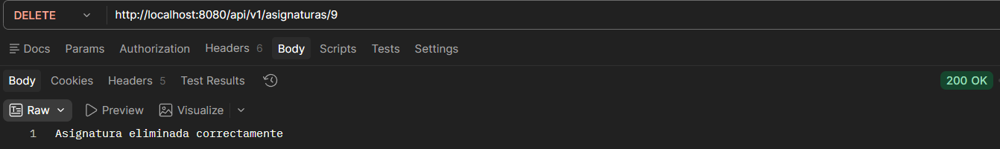 DELETE http://localhost:8080/api/v1/asignaturas/9
Docs Params Authorization Headers 6 Body Scripts Tests Settings
Body Cookies Headers 5 Test Results 200 OK
Raw Preview Visualize
1 Asignatura eliminada correctamente